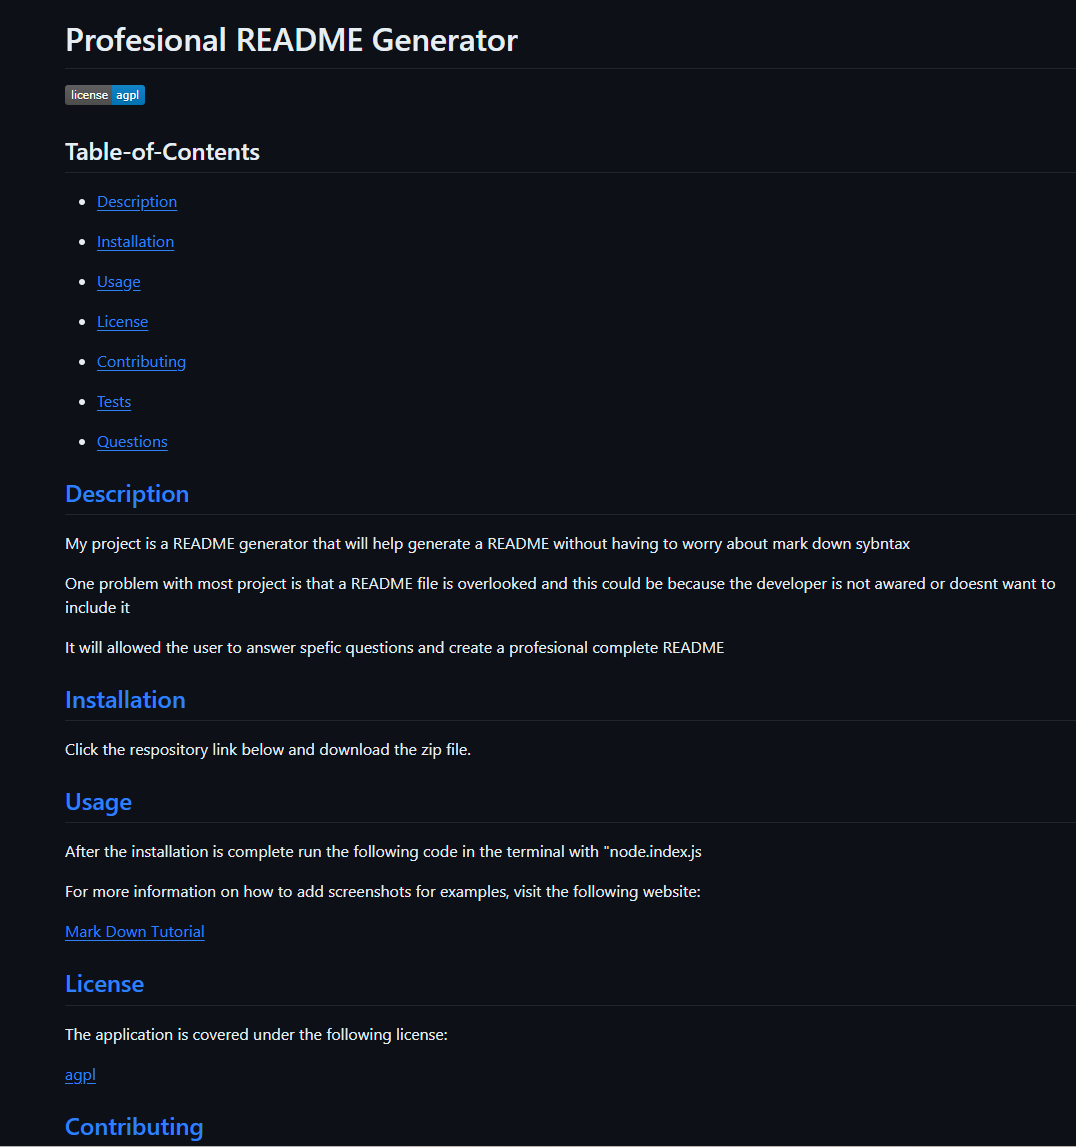 Profesional README Generator
license agpl
Table-of-Contents
Description
Installation
Usage
License
Contributing
Tests
Questions
Description
My project is a README generator that will help generate a README without having to worry about mark down sybntax
One problem with most project is that a README file is overlooked and this could be because the developer is not awared or doesnt want to
include it
It will allowed the user to answer spefic questions and create a profesional complete README
Installation
Click the respository link below and download the zip file.
Usage
After the installation is complete run the following code in the terminal with "node.index.js
For more information on how to add screenshots for examples, visit the following website:
Mark Down Tutorial
License
The application is covered under the following license:
agpl
Contributing